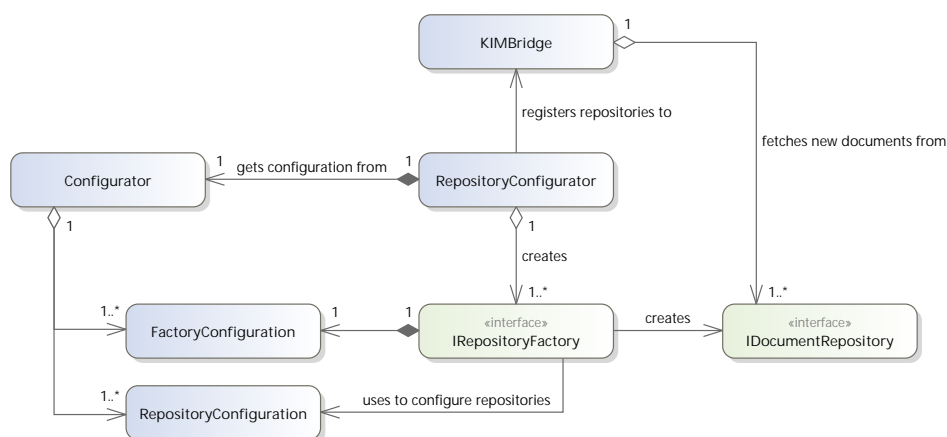 1
KIMBridge
registers repositories to
fetches new documents from
1
gets configuration from
1
Configurator
RepositoryConfigurator
1
1
creates
1..*
1..*
1..*
1
1
FactoryConfiguration
«interface»
IRepositoryFactory
creates
«interface»
IDocumentRepository
1..*
RepositoryConfiguration
uses to configure repositories